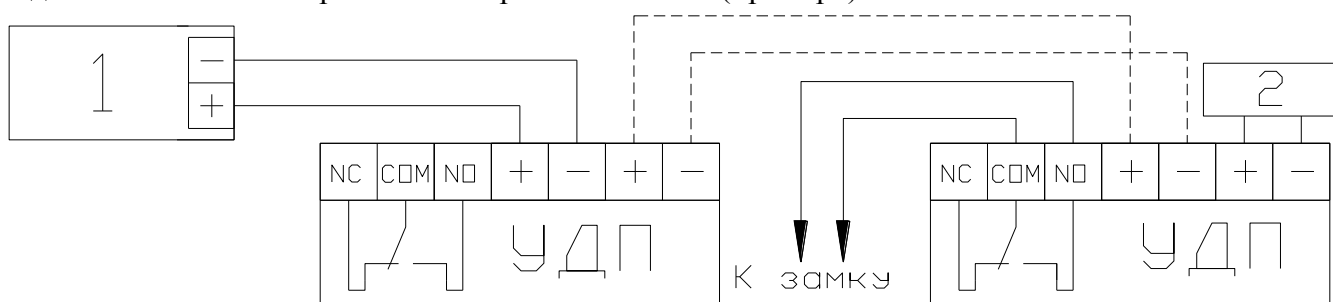 1
−
+
2
NC COM NO + − + −
NC COM NO + − + −
УДП
УДП
К замку